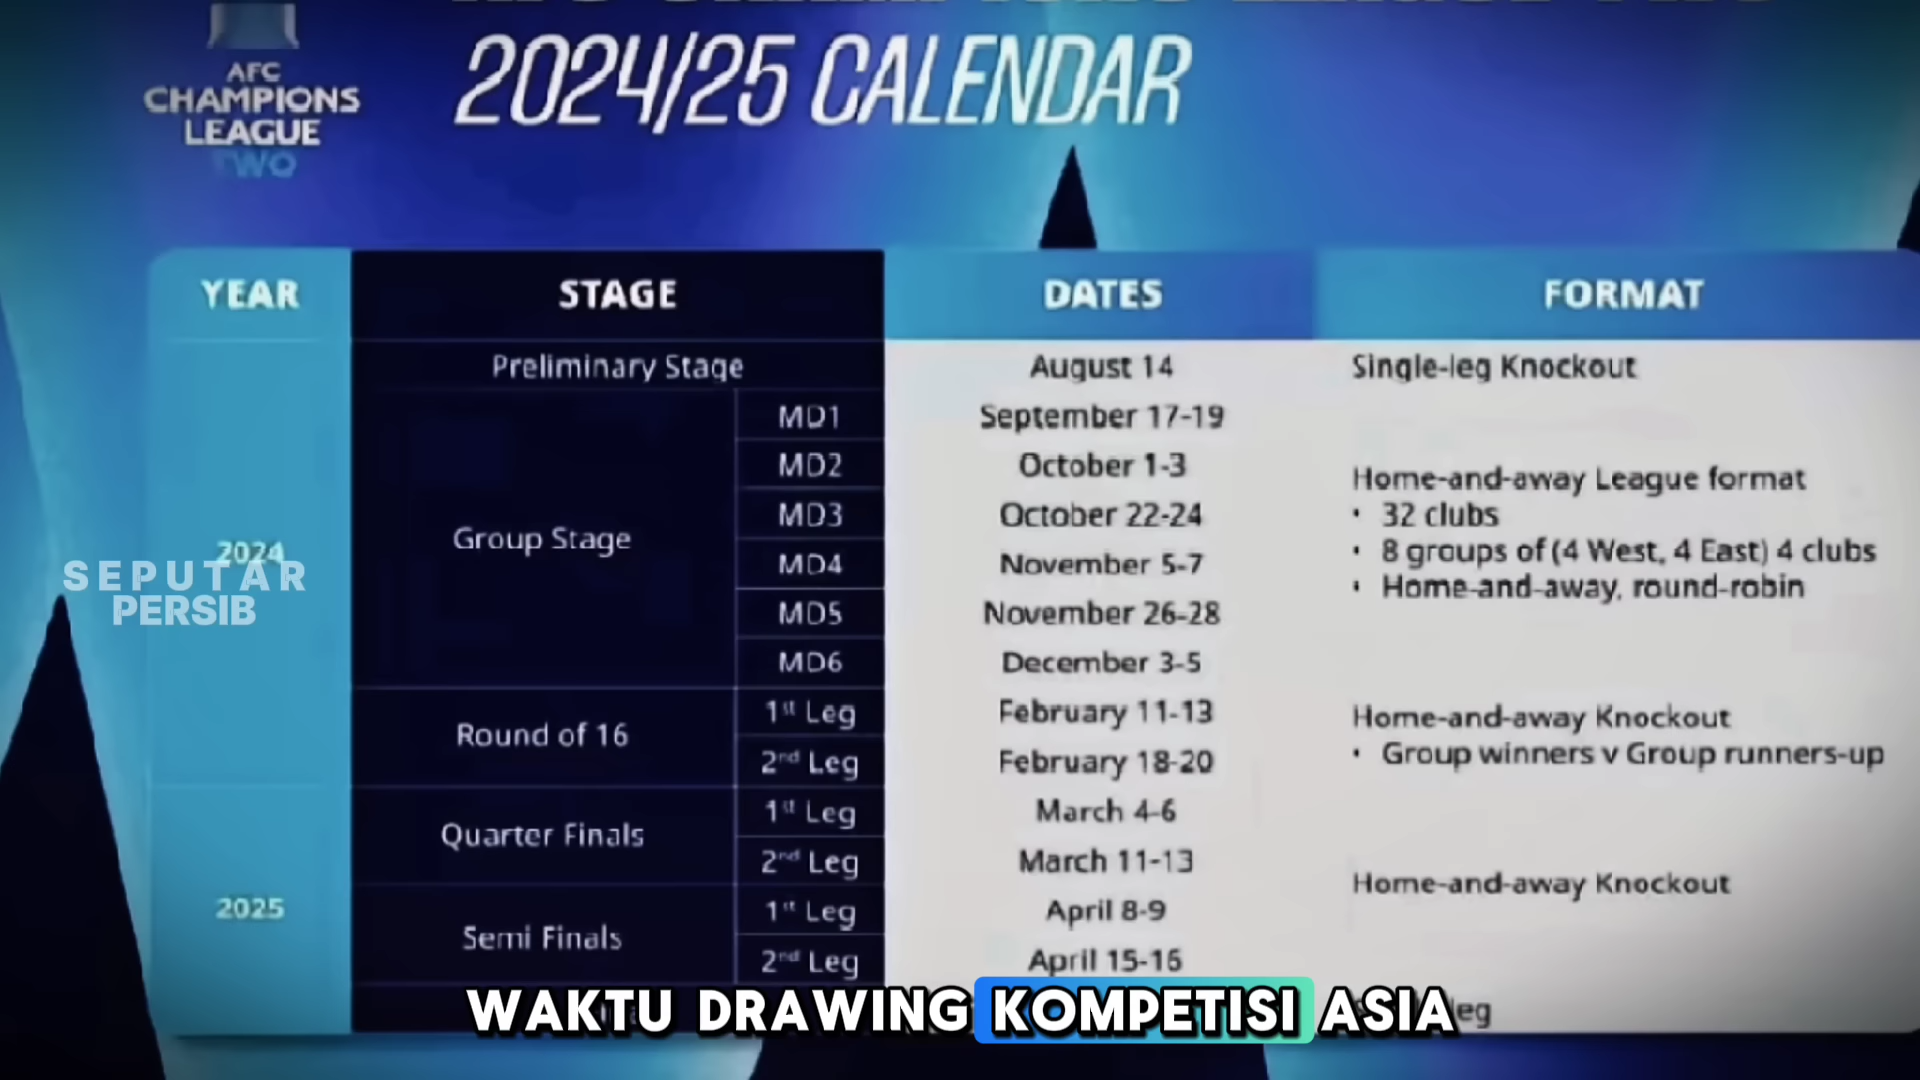 2024/25 CALENDAR
AFC
CHAMPIONS
LEAGUE
TWO
YEAR STAGE DATES FORMAT
Preliminary Stage August 14 Single-leg Knockout
MD1 September 17-19
MD2 October 1-3
Home-and-away League format
MD3 October 22-24 • 32 clubs
Group Stage
2024 MD4 November 5-7 • 8 groups of (4 West, 4 East) 4 clubs
• Home-and-away, round-robin
SEPUTAR
PERSIB
MD5 November 26-28
MD6 December 3-5
Round of 16 1st Leg February 11-13 Home-and-away Knockout
2nd Leg February 18-20 • Group winners v Group runners-up
Quarter Finals 1st Leg March 4-6
2nd Leg March 11-13
Home-and-away Knockout
2025 Semi Finals 1st Leg April 8-9
2nd Leg April 15-16
WAKTU DRAWING KOMPETISI ASIA